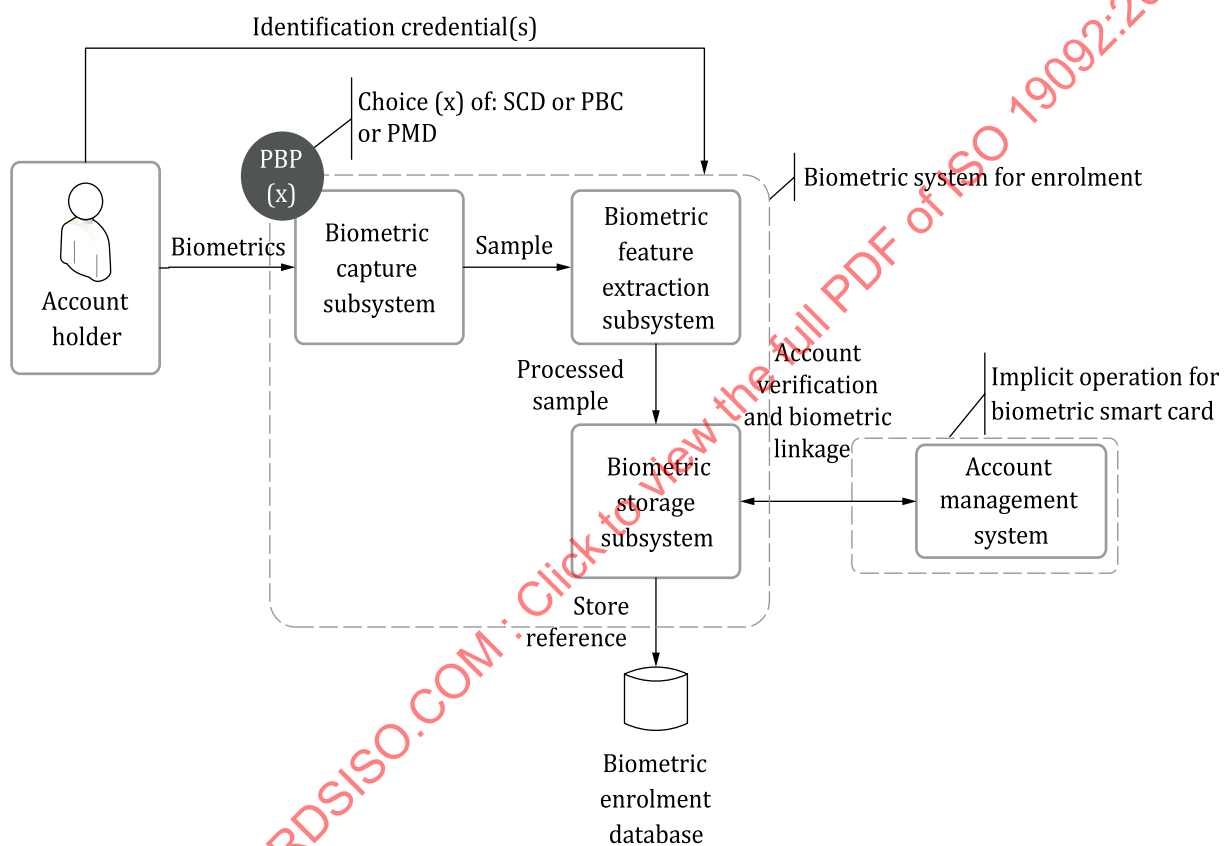 Identification credential(s)
Choice (x) of: SCD or PBC
or PMD
PBP
(x)
Biometric system for enrolment
Account
holder
Biometrics
Biometric
capture
subsystem
Sample
Biometric
feature
extraction
subsystem
Processed
sample
Account
verification
and biometric
linkage
Implicit operation for
biometric smart card
Biometric
storage
subsystem
Account
management
system
Store
reference
Biometric
enrolment
database
RDSISO.COM : Click to view the full PDF of ISO 19092:20